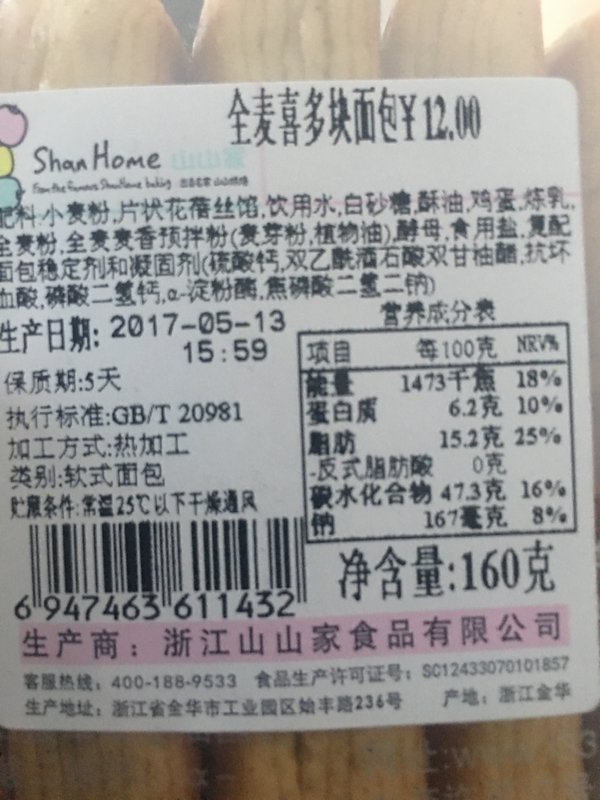 全麦喜多块面包¥12.00
Shan Home 山山家
From the famous ShanHome baking
配料:小麦粉,片状花蓓丝馅,饮用水,白砂糖,酥油,鸡蛋,炼乳,
全麦粉,全麦麦香预拌粉(麦芽粉,植物油),酵母,食用盐,复配
面包稳定剂和凝固剂(硫酸钙,双乙酰酒石酸双甘油醋,抗坏
血酸,磷酸二氢钙,α-淀粉酶,焦磷酸二氢二钠)
生产日期: 2017-05-13
15:59
保质期:5天
执行标准:GB/T 20981
加工方式:热加工
类别:软式面包
贮藏条件:常温25℃以下干燥通风
营养成分表
项目 每100克 NRV%
能量 1473千焦 18%
蛋白质 6.2克 10%
脂肪 15.2克 25%
-反式脂肪酸 0克
碳水化合物 47.3克 16%
钠 167毫克 8%
净含量:160克
6 947463 611432
生产商：浙江山山家食品有限公司
客服热线：400-188-9533 食品生产许可证号：SC12433070101857
生产地址：浙江省金华市工业园区始丰路236号 产地：浙江金华